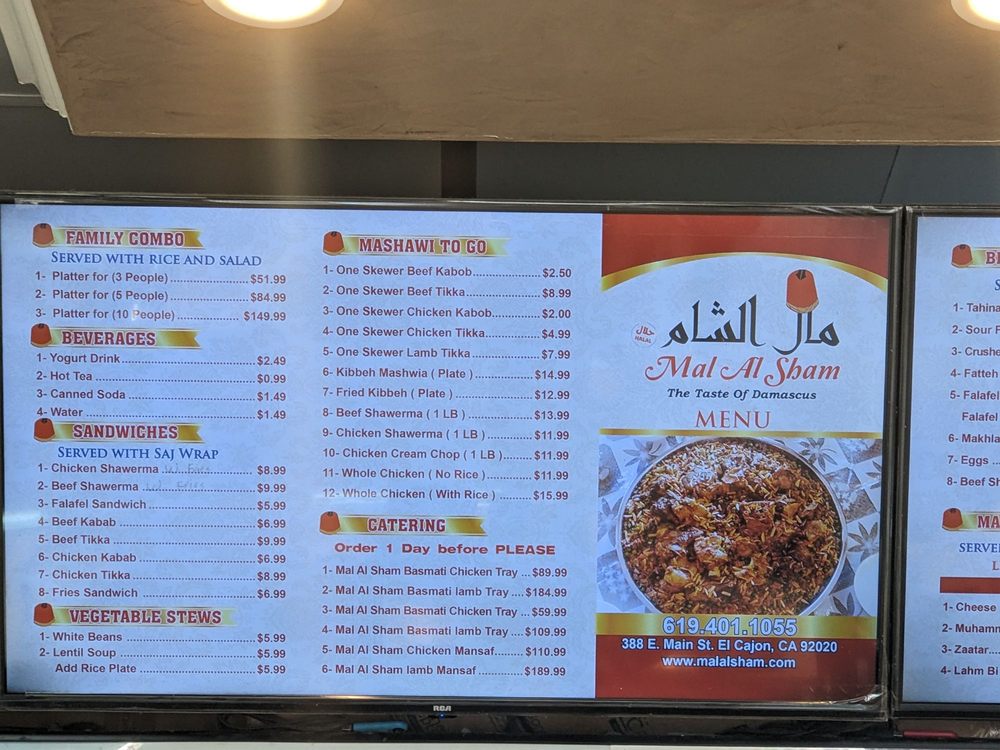 FAMILY COMBO
SERVED WITH RICE AND SALAD
1- Platter for (3 People) $51.99
2- Platter for (5 People) $84.99
3- Platter for (10 People) $149.99
BEVERAGES
1- Yogurt Drink $2.49
2- Hot Tea $0.99
3- Canned Soda $1.49
4- Water $1.49
SANDWICHES
SERVED WITH SAJ WRAP
1- Chicken Shawerma w/ Fries $8.99
2- Beef Shawerma w/ Fries $9.99
3- Falafel Sandwich $5.99
4- Beef Kabab $6.99
5- Beef Tikka $9.99
6- Chicken Kabab $6.99
7- Chicken Tikka $8.99
8- Fries Sandwich $6.99
VEGETABLE STEWS
1- White Beans $5.99
2- Lentil Soup $5.99
Add Rice Plate $5.99
MASHAWI TO GO
1- One Skewer Beef Kabob $2.50
2- One Skewer Beef Tikka $8.99
3- One Skewer Chicken Kabob $2.00
4- One Skewer Chicken Tikka $4.99
5- One Skewer Lamb Tikka $7.99
6- Kibbeh Mashwia ( Plate ) $14.99
7- Fried Kibbeh ( Plate ) $12.99
8- Beef Shawerma ( 1 LB ) $13.99
9- Chicken Shawerma ( 1 LB ) $11.99
10- Chicken Cream Chop ( 1 LB ) $11.99
11- Whole Chicken ( No Rice ) $11.99
12- Whole Chicken ( With Rice ) $15.99
CATERING
Order 1 Day before PLEASE
1- Mal Al Sham Basmati Chicken Tray $89.99
2- Mal Al Sham Basmati lamb Tray $184.99
3- Mal Al Sham Basmati Chicken Tray $59.99
4- Mal Al Sham Basmati lamb Tray $109.99
5- Mal Al Sham Chicken Mansaf $110.99
6- Mal Al Sham lamb Mansaf $189.99
مال الشام
حلال
HALAL
Mal Al Sham
The Taste Of Damascus
MENU
619.401.1055
388 E. Main St. El Cajon, CA 92020
www.malalsham.com
1- Tahina
2- Sour
3- Crushe
4- Fatteh
5- Falafel
Falafel
6- Makhla
7- Eggs
8- Beef Sh
MA
SERVE
1- Cheese
2- Muhamm
3- Zaatar
4- Lahm Bi
RCA